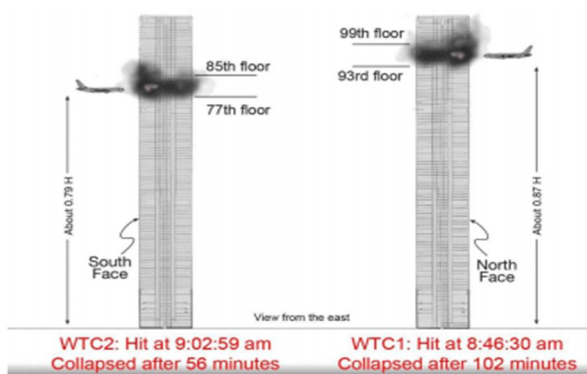 85th floor
77th floor
About 0.79 H
South
Face
99th floor
93rd floor
About 0.87 H
North
Face
View from the east
WTC2: Hit at 9:02:59 am
Collapsed after 56 minutes
WTC1: Hit at 8:46:30 am
Collapsed after 102 minutes